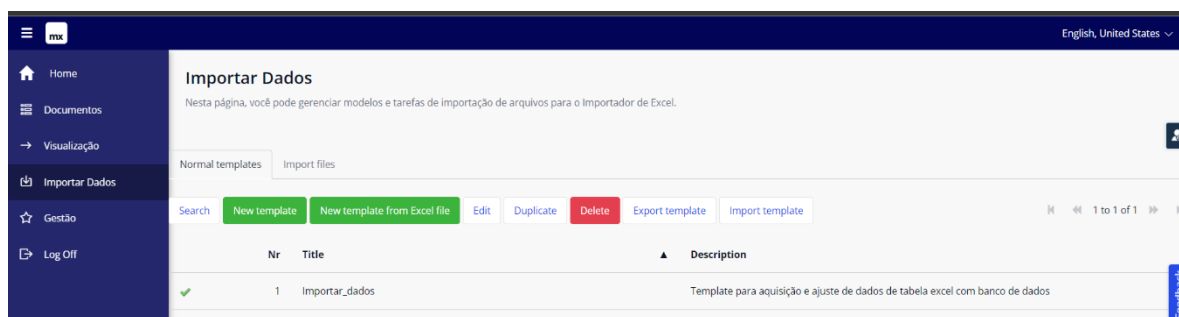 mx
English, United States
Home
Documentos
Visualização
Importar Dados
Gestão
Log Off
Importar Dados
Nesta página, você pode gerenciar modelos e tarefas de importação de arquivos para o Importador de Excel.
Normal templates Import files
Search New template New template from Excel file Edit Duplicate Delete Export template Import template 1 to 1 of 1
Nr Title Description
1 Importar_dados Template para aquisição e ajuste de dados de tabela excel com banco de dados
Feedback